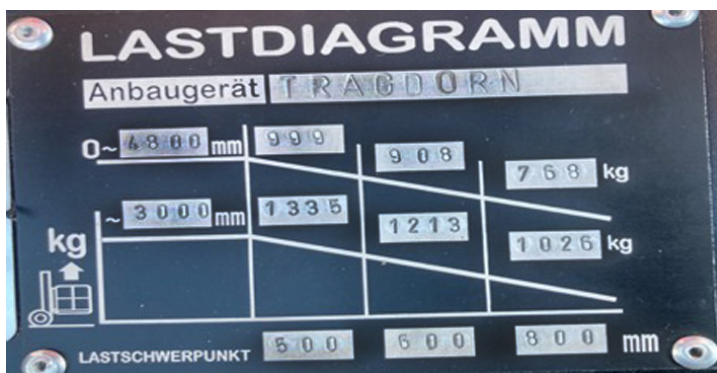 LASTDIAGRAMM
Anbaugerät TRAGDORN
0~ 4800 mm 999 908 768 kg
~ 3000 mm 1335 1213 1026 kg
kg
LASTSCHWERPUNKT 500 600 800 mm